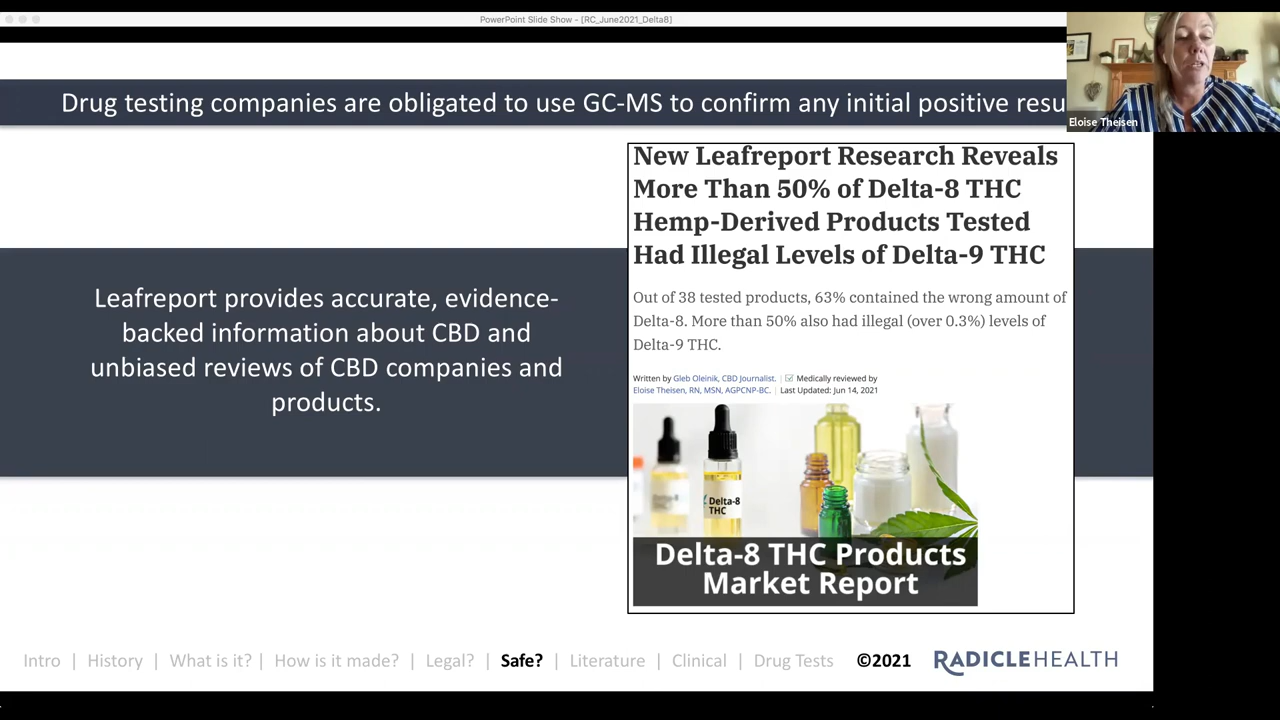 PowerPoint Slide Show - [RC_June2021_Delta8]
Drug testing companies are obligated to use GC-MS to confirm any initial positive resu
Eloise Theisen
New Leafreport Research Reveals
More Than 50% of Delta-8 THC
Hemp-Derived Products Tested
Had Illegal Levels of Delta-9 THC
Out of 38 tested products, 63% contained the wrong amount of
Delta-8. More than 50% also had illegal (over 0.3%) levels of
Delta-9 THC.
Written by Gleb Oleinik, CBD Journalist. | Medically reviewed by
Eloise Theisen, RN, MSN, AGPCNP-BC. | Last Updated: Jun 14, 2021
Leafreport provides accurate, evidence-
backed information about CBD and
unbiased reviews of CBD companies and
products.
Delta-8
THC
Delta-8 THC Products
Market Report
Intro | History | What is it? | How is it made? | Legal? | Safe? | Literature | Clinical | Drug Tests ©2021 RADICLEHEALTH